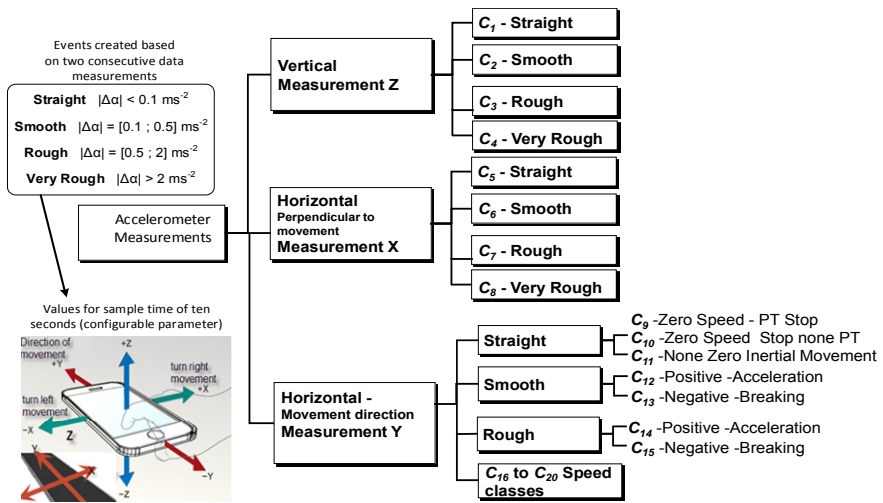 Events created based
on two consecutive data
measurements
Straight |Δα| < 0.1 ms⁻²
Smooth |Δα| = [0.1 ; 0.5] ms⁻²
Rough |Δα| = [0.5 ; 2] ms⁻²
Very Rough |Δα| > 2 ms⁻²
Accelerometer
Measurements
Values for sample time of ten
seconds (configurable parameter)
Direction of
movement
+Y
+Z
turn right
movement
+X
turn left
movement
-X
Z
-Y
-Z
Y
X
Vertical
Measurement Z
C₁ - Straight
C₂ - Smooth
C₃ - Rough
C₄ - Very Rough
Horizontal
Perpendicular to
movement
Measurement X
C₅ - Straight
C₆ - Smooth
C₇ - Rough
C₈ - Very Rough
Horizontal -
Movement direction
Measurement Y
Straight
C₉ -Zero Speed - PT Stop
C₁₀ -Zero Speed Stop none PT
C₁₁ -None Zero Inertial Movement
Smooth
C₁₂ -Positive -Acceleration
C₁₃ -Negative -Breaking
Rough
C₁₄ -Positive -Acceleration
C₁₅ -Negative -Breaking
C₁₆ to C₂₀ Speed
classes